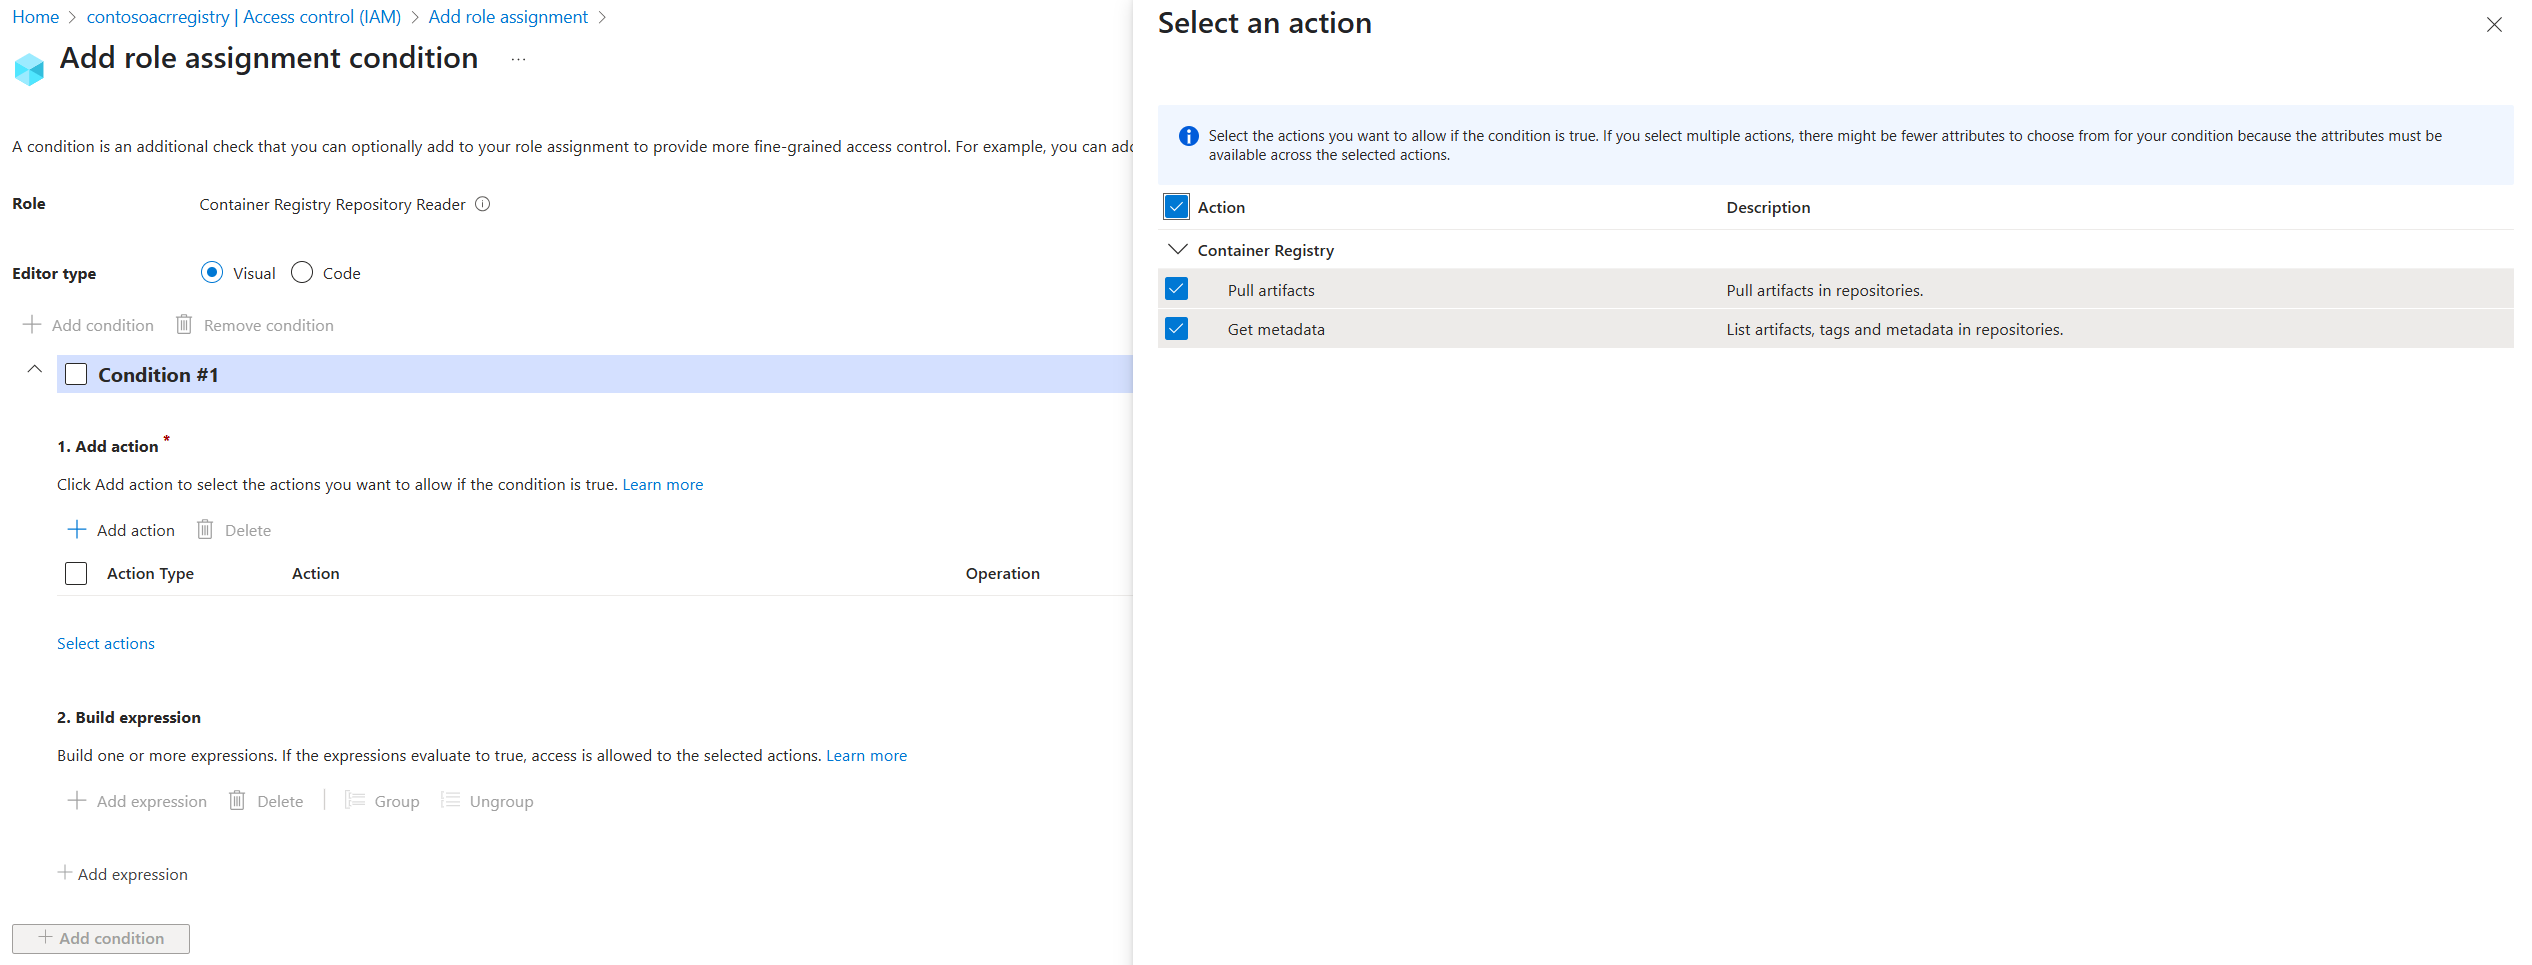 Home > contosoacrregistry | Access control (IAM) > Add role assignment >
Add role assignment condition ...
A condition is an additional check that you can optionally add to your role assignment to provide more fine-grained access control. For example, you can add
Role Container Registry Repository Reader
Editor type Visual Code
Add condition Remove condition
Condition #1
1. Add action *
Click Add action to select the actions you want to allow if the condition is true. Learn more
+ Add action Delete
Action Type Action Operation
Select actions
2. Build expression
Build one or more expressions. If the expressions evaluate to true, access is allowed to the selected actions. Learn more
+ Add expression Delete | Group Ungroup
+ Add expression
+ Add condition
Select an action
Select the actions you want to allow if the condition is true. If you select multiple actions, there might be fewer attributes to choose from for your condition because the attributes must be
available across the selected actions.
Action Description
Container Registry
Pull artifacts Pull artifacts in repositories.
Get metadata List artifacts, tags and metadata in repositories.